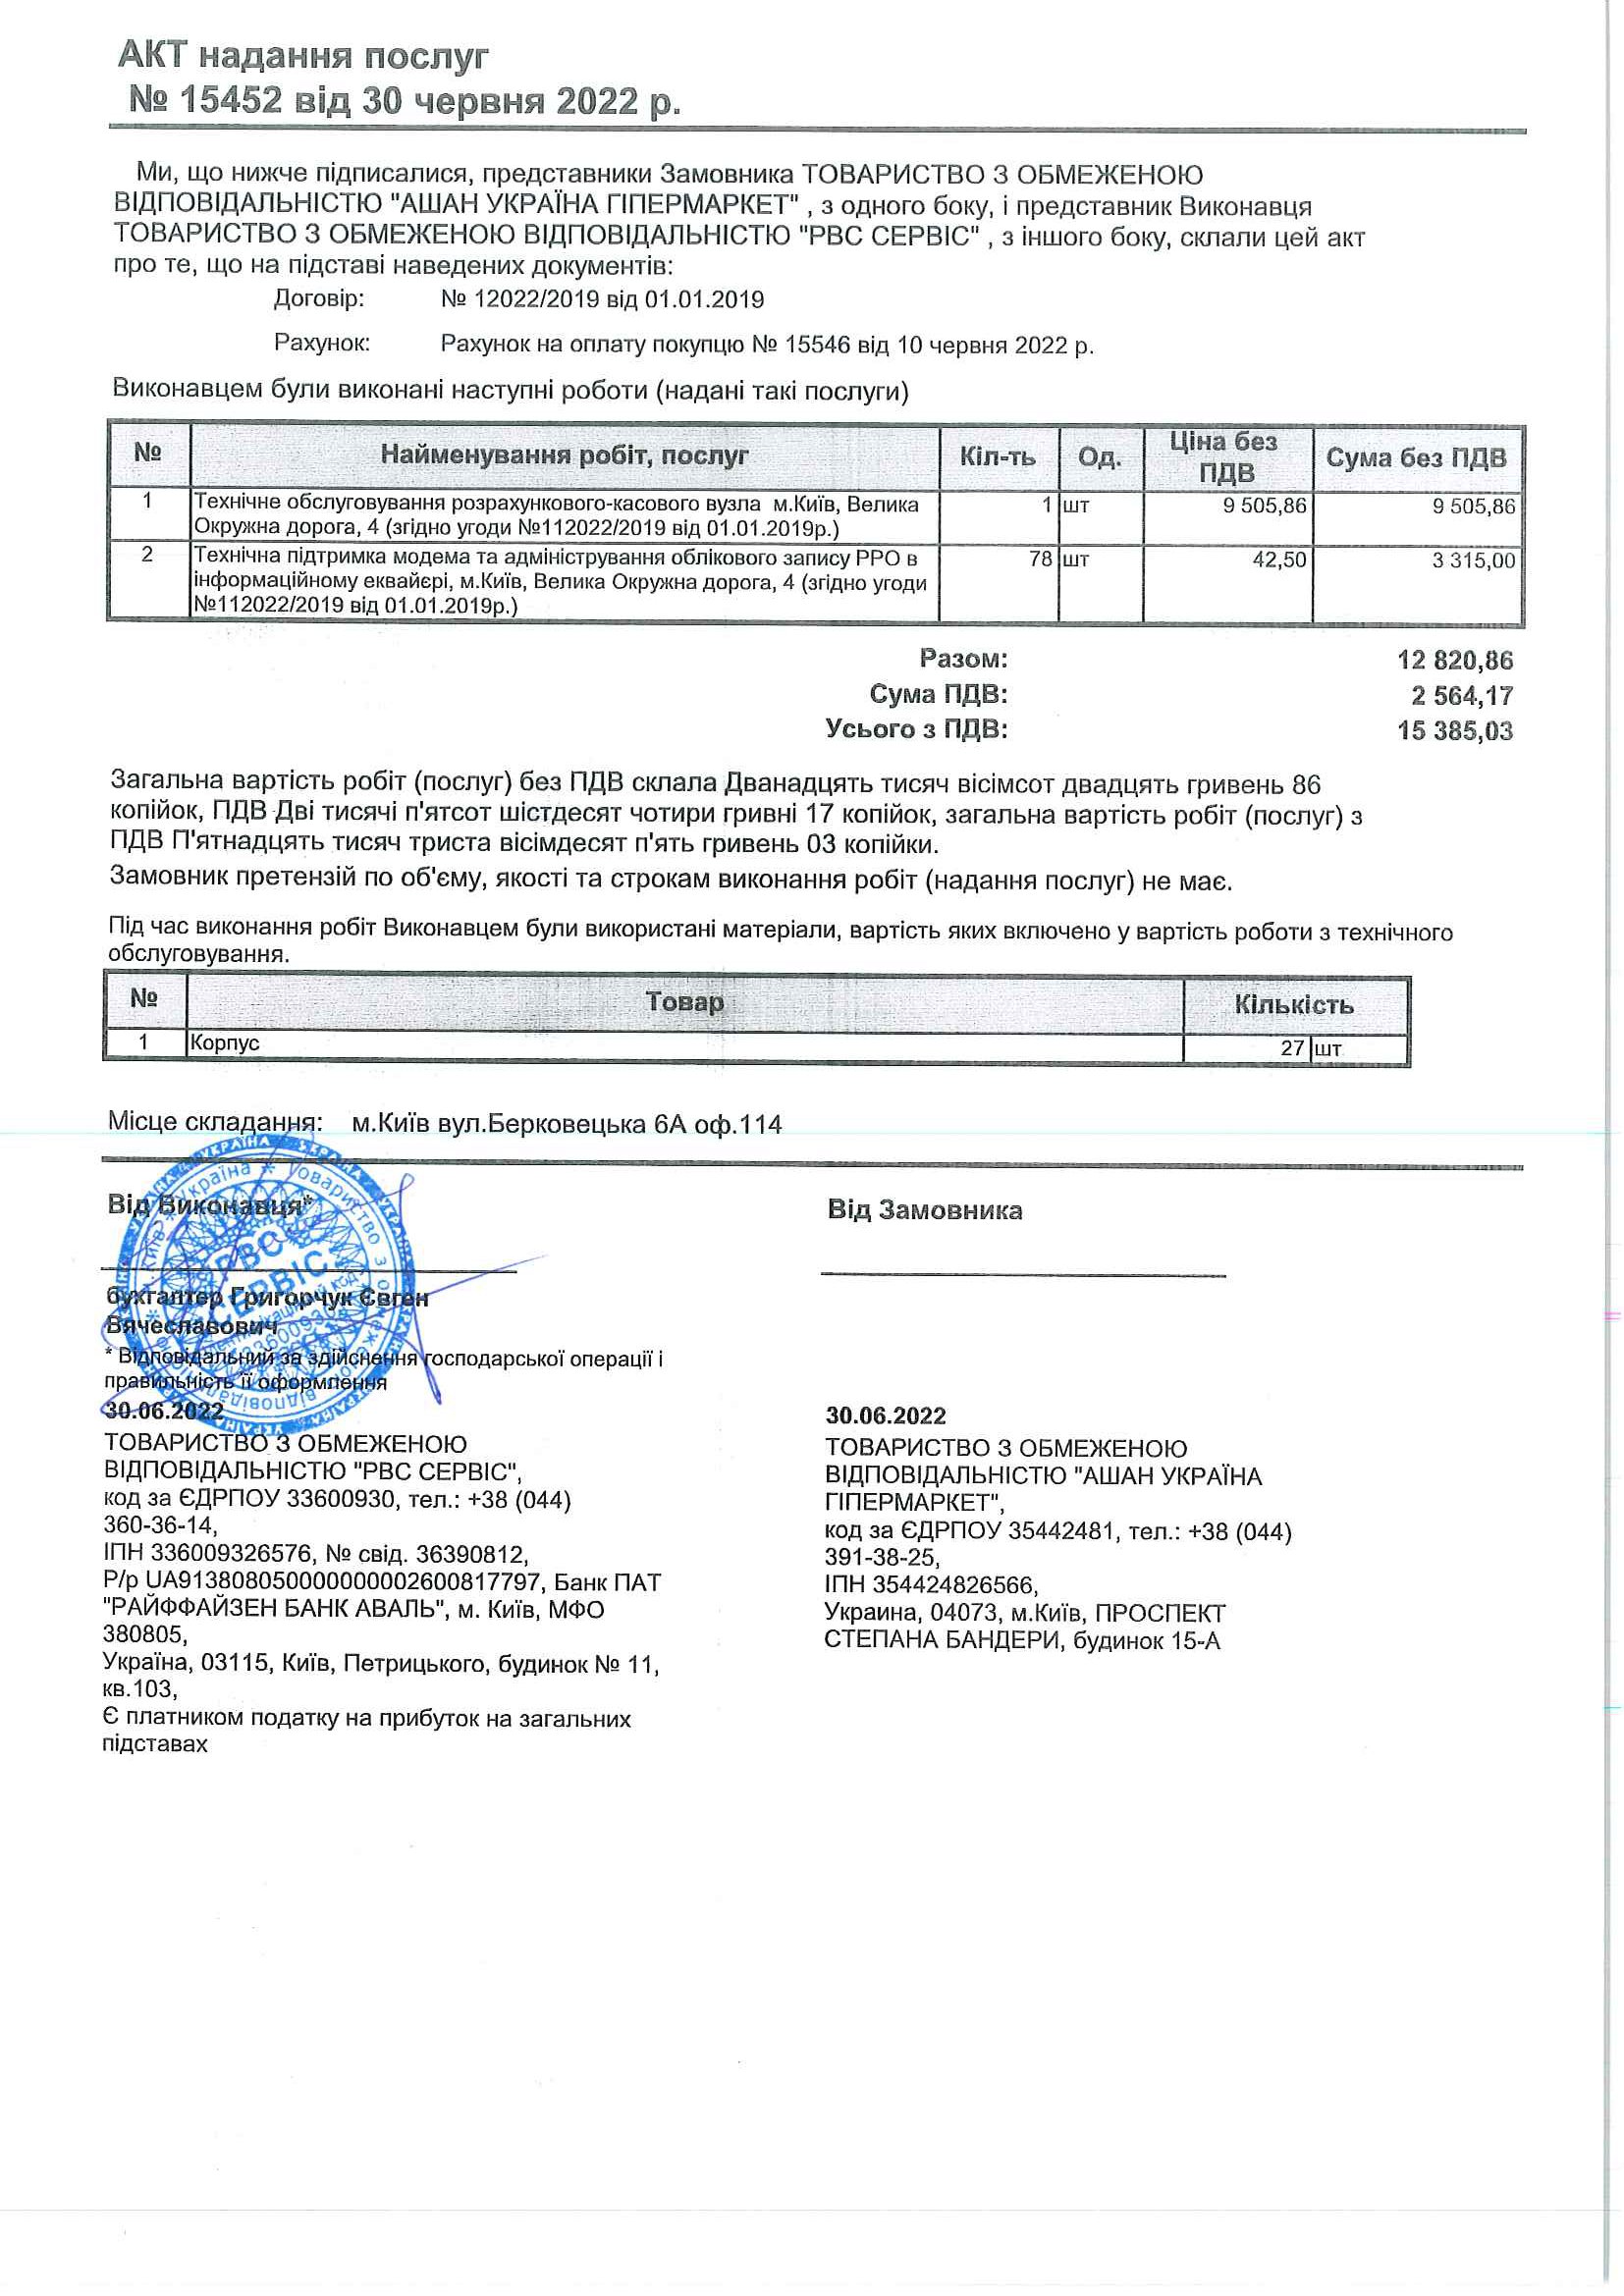 АКТ надання послуг
№ 15452 від 30 червня 2022 р.
Ми, що нижче підписалися, представники Замовника ТОВАРИСТВО З ОБМЕЖЕНОЮ
ВІДПОВІДАЛЬНІСТЮ "АШАН УКРАЇНА ГІПЕРМАРКЕТ" , з одного боку, і представник Виконавця
ТОВАРИСТВО З ОБМЕЖЕНОЮ ВІДПОВІДАЛЬНІСТЮ "РВС СЕРВІС" , з іншого боку, склали цей акт
про те, що на підставі наведених документів:
Договір: № 12022/2019 від 01.01.2019
Рахунок: Рахунок на оплату покупцю № 15546 від 10 червня 2022 р.
Виконавцем були виконані наступні роботи (надані такі послуги)
№ Найменування робіт, послуг Кіл-ть Од. Ціна без ПДВ Сума без ПДВ
1 Технічне обслуговування розрахункового-касового вузла м.Київ, Велика 1 шт 9 505,86 9 505,86
Окружна дорога, 4 (згідно угоди №112022/2019 від 01.01.2019р.)
2 Технічна підтримка модема та адміністрування облікового запису РРО в 78 шт 42,50 3 315,00
інформаційному еквайєрі, м.Київ, Велика Окружна дорога, 4 (згідно угоди
№112022/2019 від 01.01.2019р.)
Разом: 12 820,86
Сума ПДВ: 2 564,17
Усього з ПДВ: 15 385,03
Загальна вартість робіт (послуг) без ПДВ склала Дванадцять тисяч вісімсот двадцять гривень 86
копійок, ПДВ Дві тисячі п'ятсот шістдесят чотири гривні 17 копійок, загальна вартість робіт (послуг) з
ПДВ П'ятнадцять тисяч триста вісімдесят п'ять гривень 03 копійки.
Замовник претензій по об'єму, якості та строкам виконання робіт (надання послуг) не має.
Під час виконання робіт Виконавцем були використані матеріали, вартість яких включено у вартість роботи з технічного
обслуговування.
№ Товар Кількість
1 Корпус 27 шт
Місце складання: м.Київ вул.Берковецька 6А оф.114
Від Виконавця*
бухгалтер Григорчук Євген
Вячеславович
* Відповідальний за здійснення господарської операції і
правильність її оформлення
30.06.2022
ТОВАРИСТВО З ОБМЕЖЕНОЮ
ВІДПОВІДАЛЬНІСТЮ "РВС СЕРВІС",
код за ЄДРПОУ 33600930, тел.: +38 (044)
360-36-14,
ІПН 336009326576, № свід. 36390812,
Р/р UA913808050000000002600817797, Банк ПАТ
"РАЙФФАЙЗЕН БАНК АВАЛЬ", м. Київ, МФО
380805,
Україна, 03115, Київ, Петрицького, будинок № 11,
кв.103,
Є платником податку на прибуток на загальних
підставах
Від Замовника
30.06.2022
ТОВАРИСТВО З ОБМЕЖЕНОЮ
ВІДПОВІДАЛЬНІСТЮ "АШАН УКРАЇНА
ГІПЕРМАРКЕТ",
код за ЄДРПОУ 35442481, тел.: +38 (044)
391-38-25,
ІПН 354424826566,
Украина, 04073, м.Київ, ПРОСПЕКТ
СТЕПАНА БАНДЕРИ, будинок 15-А
УКРАЇНА
Україна * Товариство з обмеженою відповідальністю * м. Київ
РВС
СЕРВІС
Ідентифікаційний код
33600930